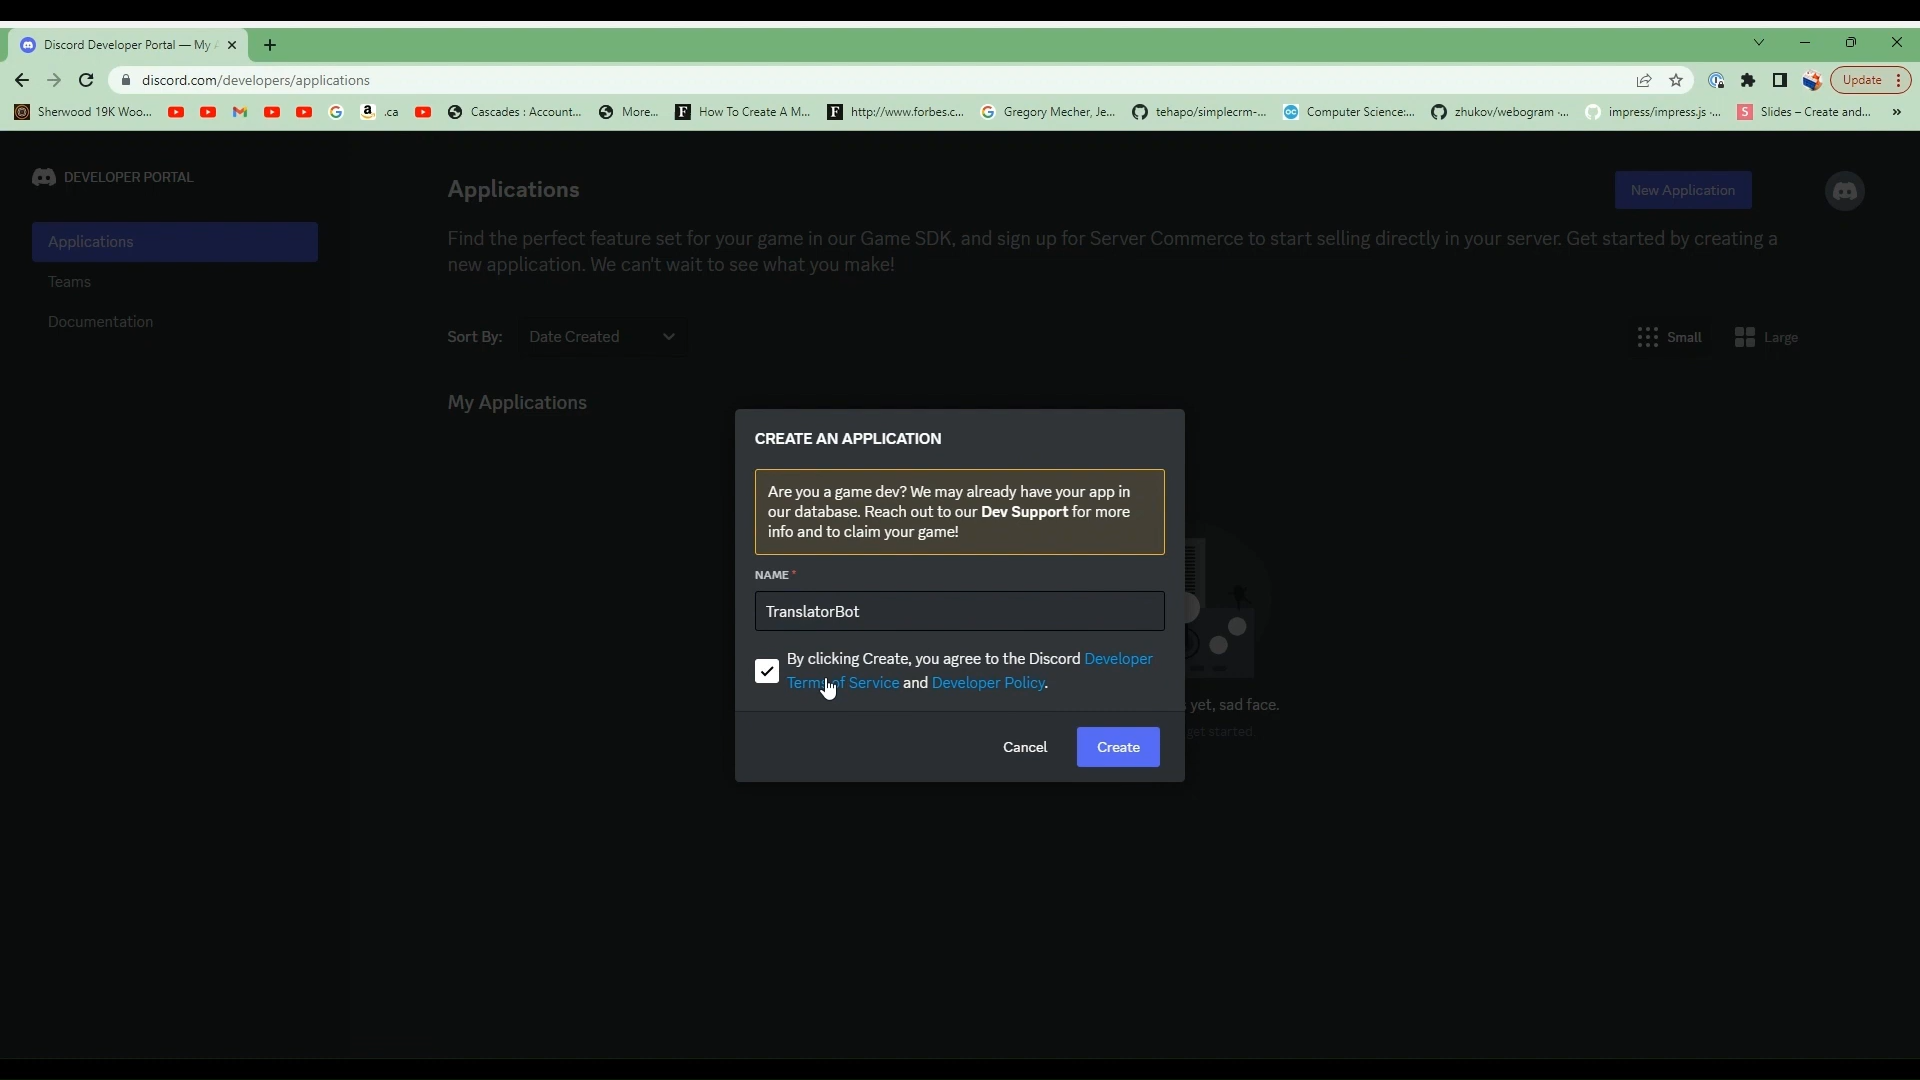 Discord Developer Portal — My
discord.com/developers/applications
Update
Sherwood 19K Woo...
.ca
Cascades : Account...
More...
How To Create A M...
http://www.forbes.c...
Gregory Mecher, Je...
tehapo/simplecrm-...
Computer Science:...
zhukov/webogram -...
impress/impress.js -...
Slides – Create and...
»
DEVELOPER PORTAL
Applications
Teams
Documentation
Applications
New Application
Find the perfect feature set for your game in our Game SDK, and sign up for Server Commerce to start selling directly in your server. Get started by creating a
new application. We can't wait to see what you make!
Sort By:
Date Created
Small
Large
My Applications
CREATE AN APPLICATION
Are you a game dev? We may already have your app in
our database. Reach out to our Dev Support for more
info and to claim your game!
NAME *
TranslatorBot
By clicking Create, you agree to the Discord Developer
Terms of Service and Developer Policy.
yet, sad face.
get started.
Cancel
Create